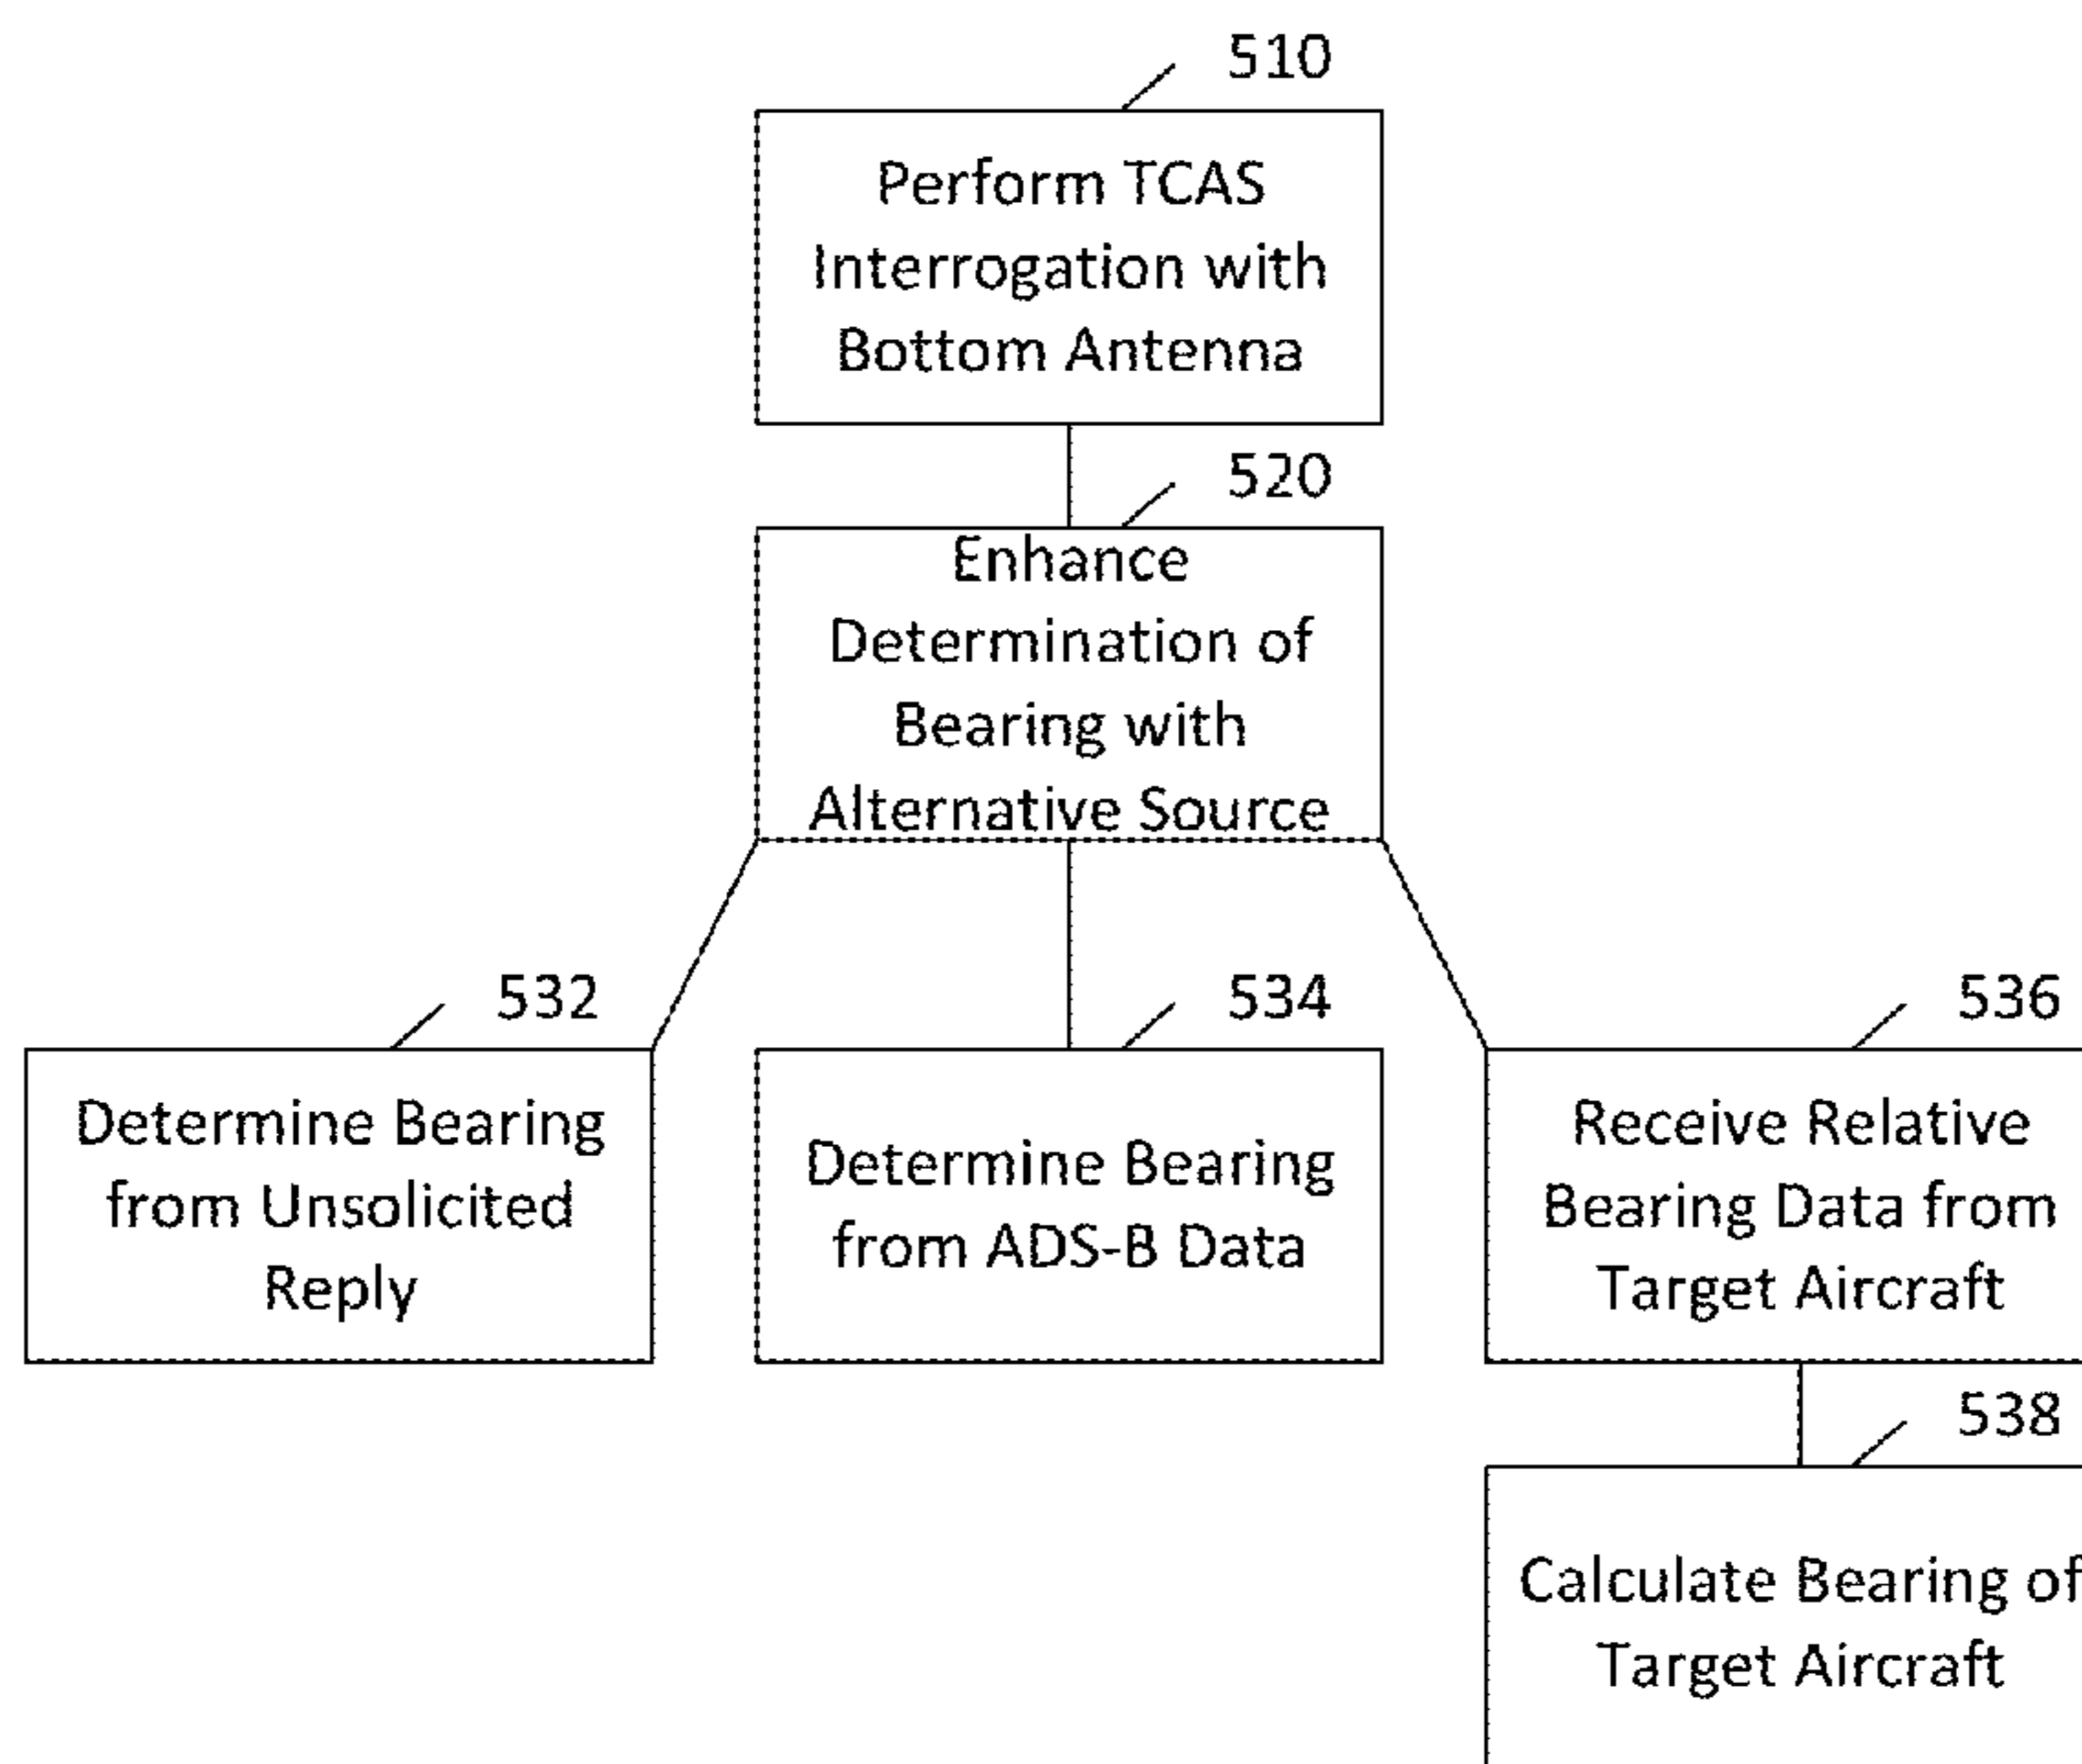 510
Perform TCAS
Interrogation with
Bottom Antenna
520
Enhance
Determination of
Bearing with
Alternative Source
532
Determine Bearing
from Unsolicited
Reply
534
Determine Bearing
from ADS-B Data
536
Receive Relative
Bearing Data from
Target Aircraft
538
Calculate Bearing of
Target Aircraft